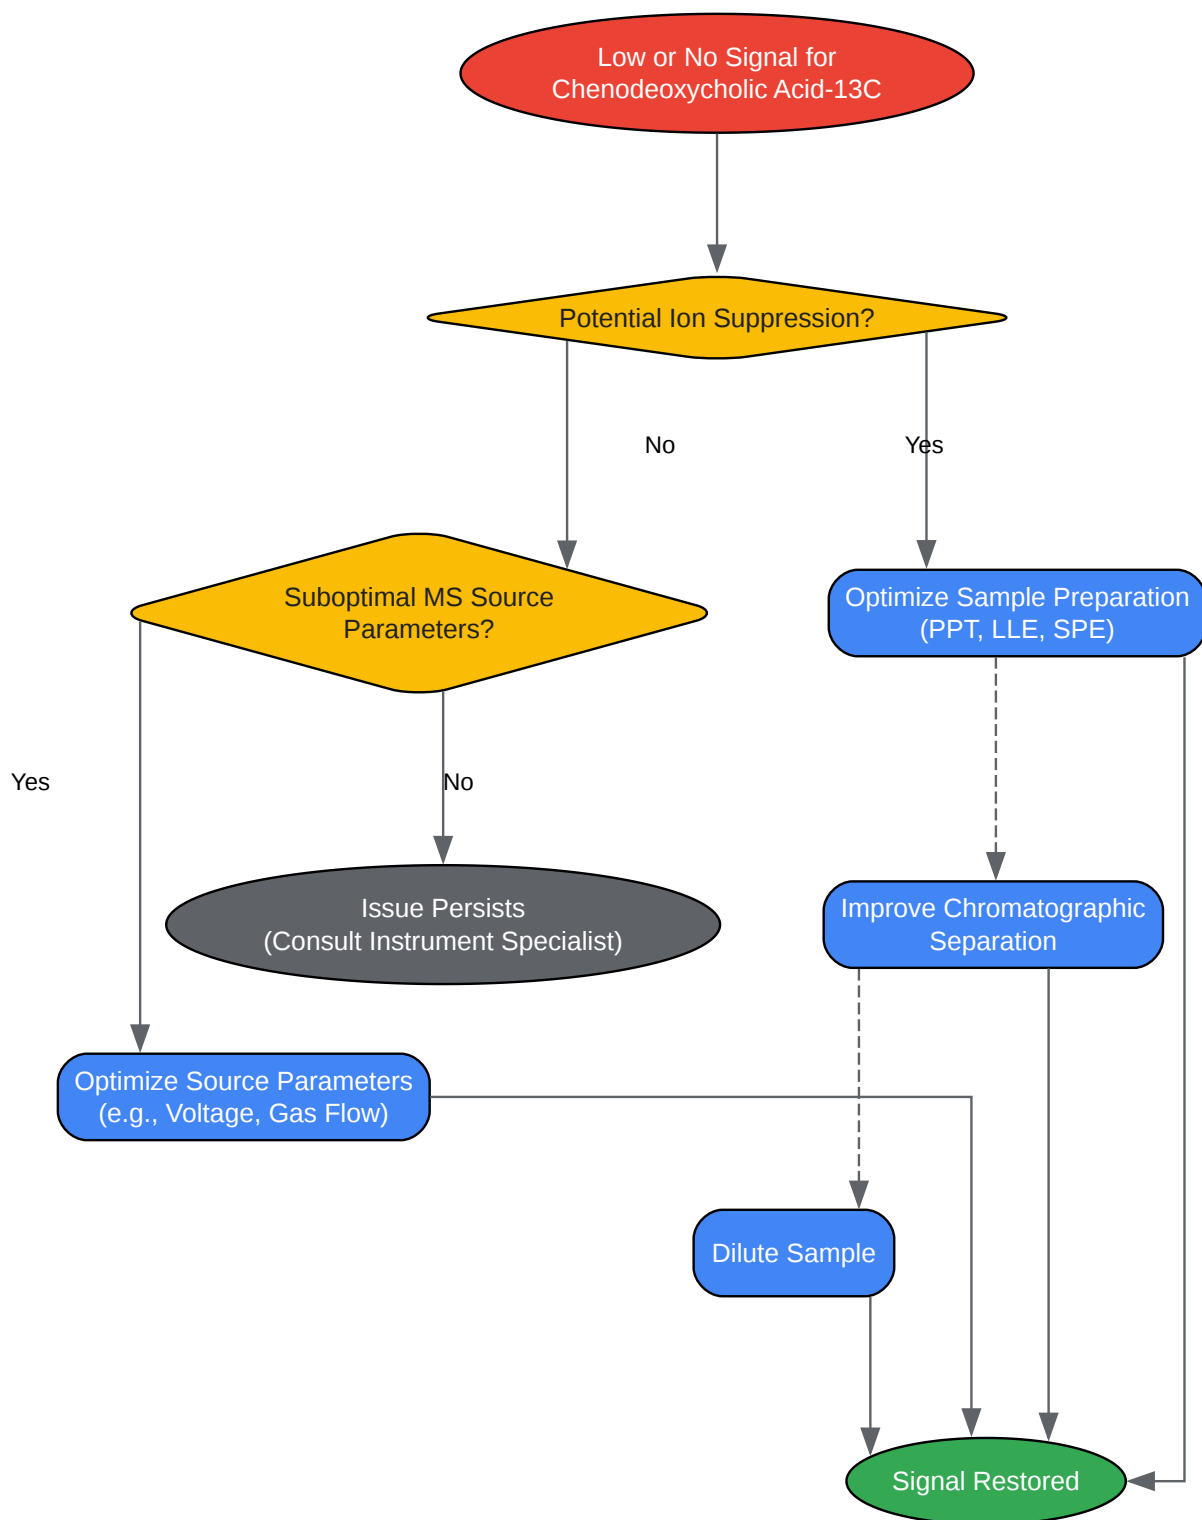 Low or No Signal for
Chenodeoxycholic Acid-13C
Potential Ion Suppression?
No
Yes
Suboptimal MS Source
Parameters?
Optimize Sample Preparation
(PPT, LLE, SPE)
Yes
No
Issue Persists
(Consult Instrument Specialist)
Improve Chromatographic
Separation
Optimize Source Parameters
(e.g., Voltage, Gas Flow)
Dilute Sample
Signal Restored